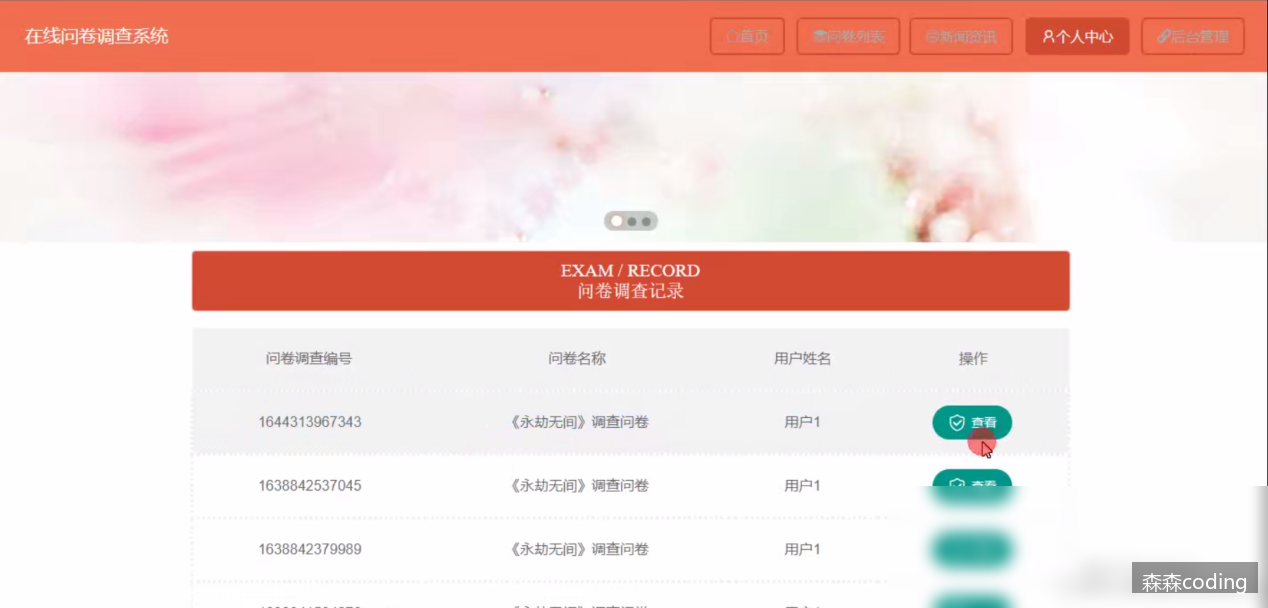 在线问卷调查系统
首页
问卷列表
新闻资讯
个人中心
后台管理
EXAM / RECORD
问卷调查记录
问卷调查编号 问卷名称 用户姓名 操作
1644313967343 《永劫无间》调查问卷 用户1 查看
1638842537045 《永劫无间》调查问卷 用户1 查看
1638842379989 《永劫无间》调查问卷 用户1
森森coding